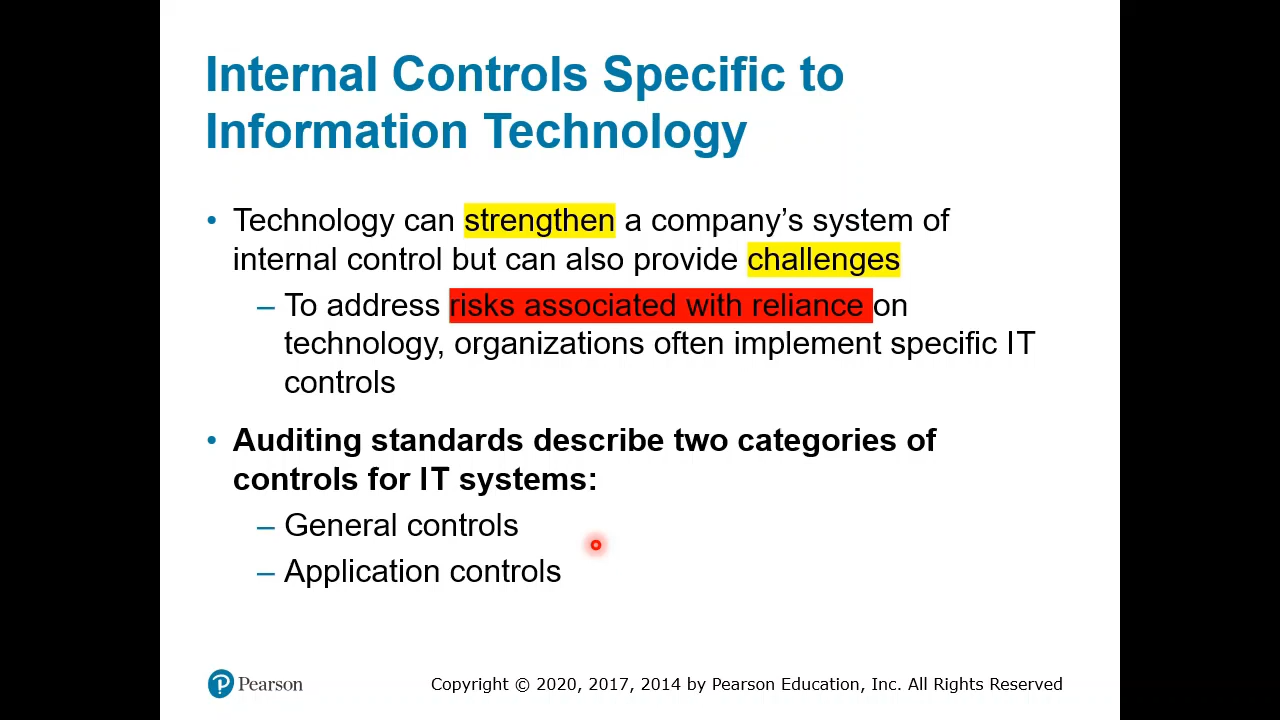 Internal Controls Specific to
Information Technology
• Technology can strengthen a company’s system of
internal control but can also provide challenges
– To address risks associated with reliance on
technology, organizations often implement specific IT
controls
• Auditing standards describe two categories of
controls for IT systems:
– General controls
– Application controls
Pearson
Copyright © 2020, 2017, 2014 by Pearson Education, Inc. All Rights Reserved